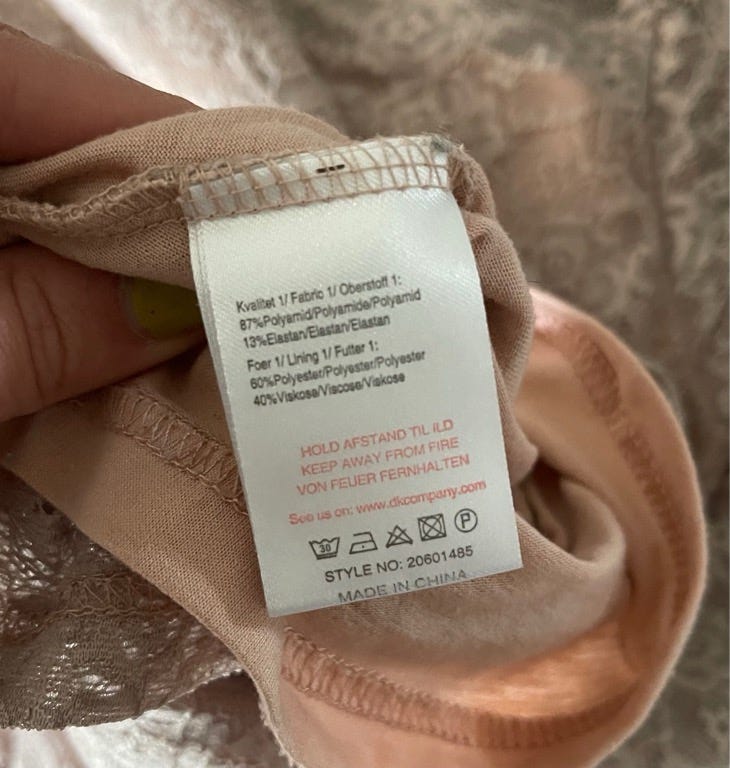 Kvalitet 1/ Fabric 1/ Oberstoff 1:
87%Polyamid/Polyamide/Polyamid
13%Elastan/Elastan/Elastan
Foer 1/ Lining 1/ Futter 1:
60%Polyester/Polyester/Polyester
40%Viskose/Viscose/Viskose
HOLD AFSTAND TIL ILD
KEEP AWAY FROM FIRE
VON FEUER FERNHALTEN
See us on: www.dkcompany.com
30 P
STYLE NO: 20601485
MADE IN CHINA